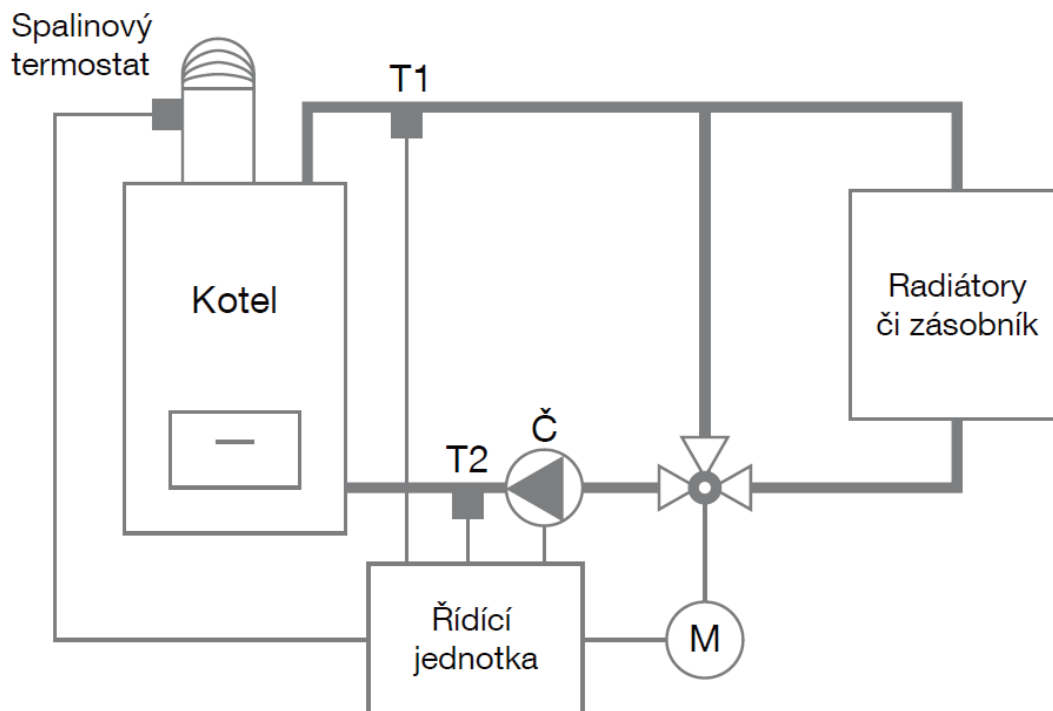 Spalinový
termostat
T1
Kotel
Radiátory
či zásobník
Č
T2
Řídící
jednotka
M